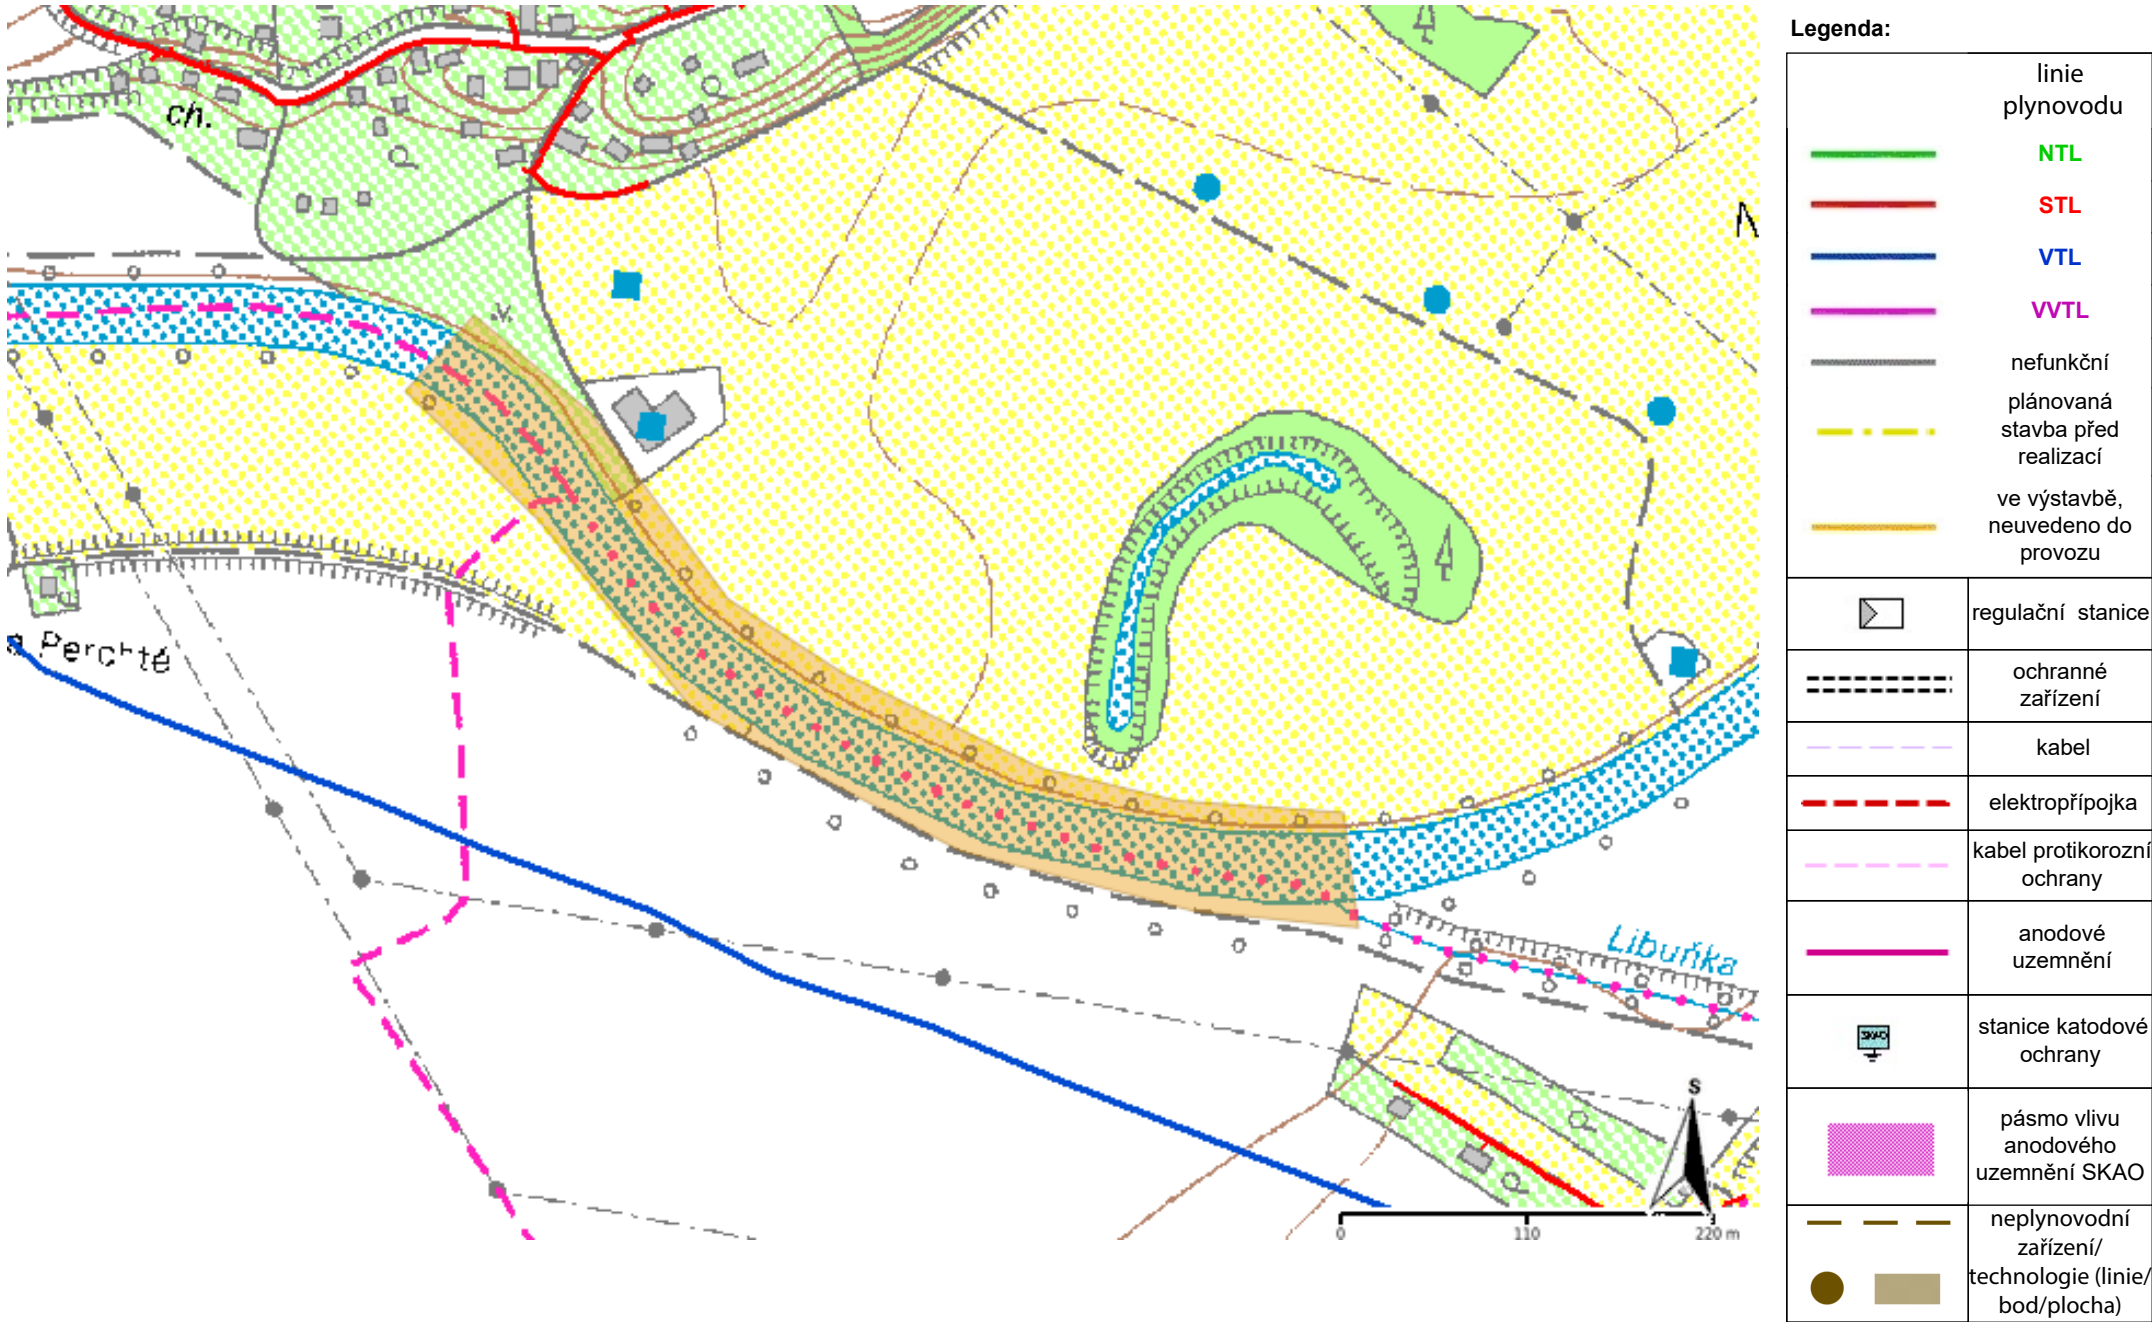 ch.
Libuňka
S
0
110
220 m
Legenda:
linie
plynovodu
NTL
STL
VTL
VVTL
nefunkční
plánovaná
stavba před
realizací
ve výstavbě,
neuvedeno do
provozu
regulační stanice
ochranné
zařízení
kabel
elektropřípojka
kabel protikorozní
ochrany
anodové
uzemnění
SKAO
stanice katodové
ochrany
pásmo vlivu
anodového
uzemnění SKAO
neplynovodní
zařízení/
technologie (linie/
bod/plocha)